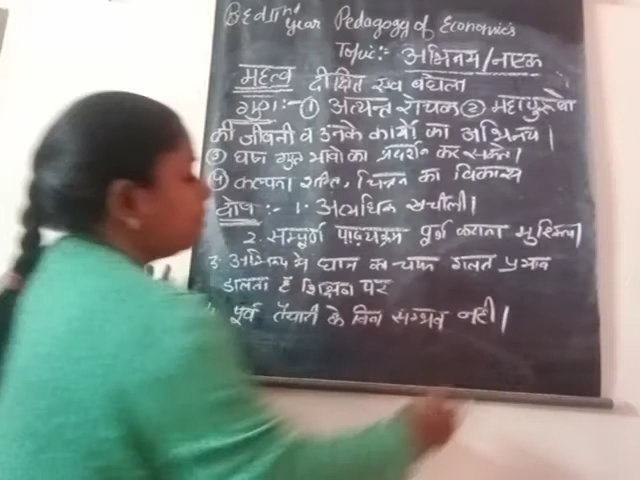 B.Ed IInd year Pedagogy of Economics
Topic:- अभिनय/नाटक
महत्व दीक्षित एवं बघेला
गुण:- ① अत्यन्त रोचक ② महापुरुषो
की जीवनी व उनके कार्यो का अभिनय।
③ छात्र गुप्त भावो का प्रदर्शन कर सकेगे।
④ कल्पना शक्ति, चिन्तन का विकास
दोष:- 1. अत्यधिक खर्चीली।
2. सम्पूर्ण पाठ्यक्रम पूर्ण कराना मुश्किल।
3. अभिनय में गलत प्रभाव
डालता है शिक्षण पर
पूर्व तैयारी के बिना सम्भव नही।